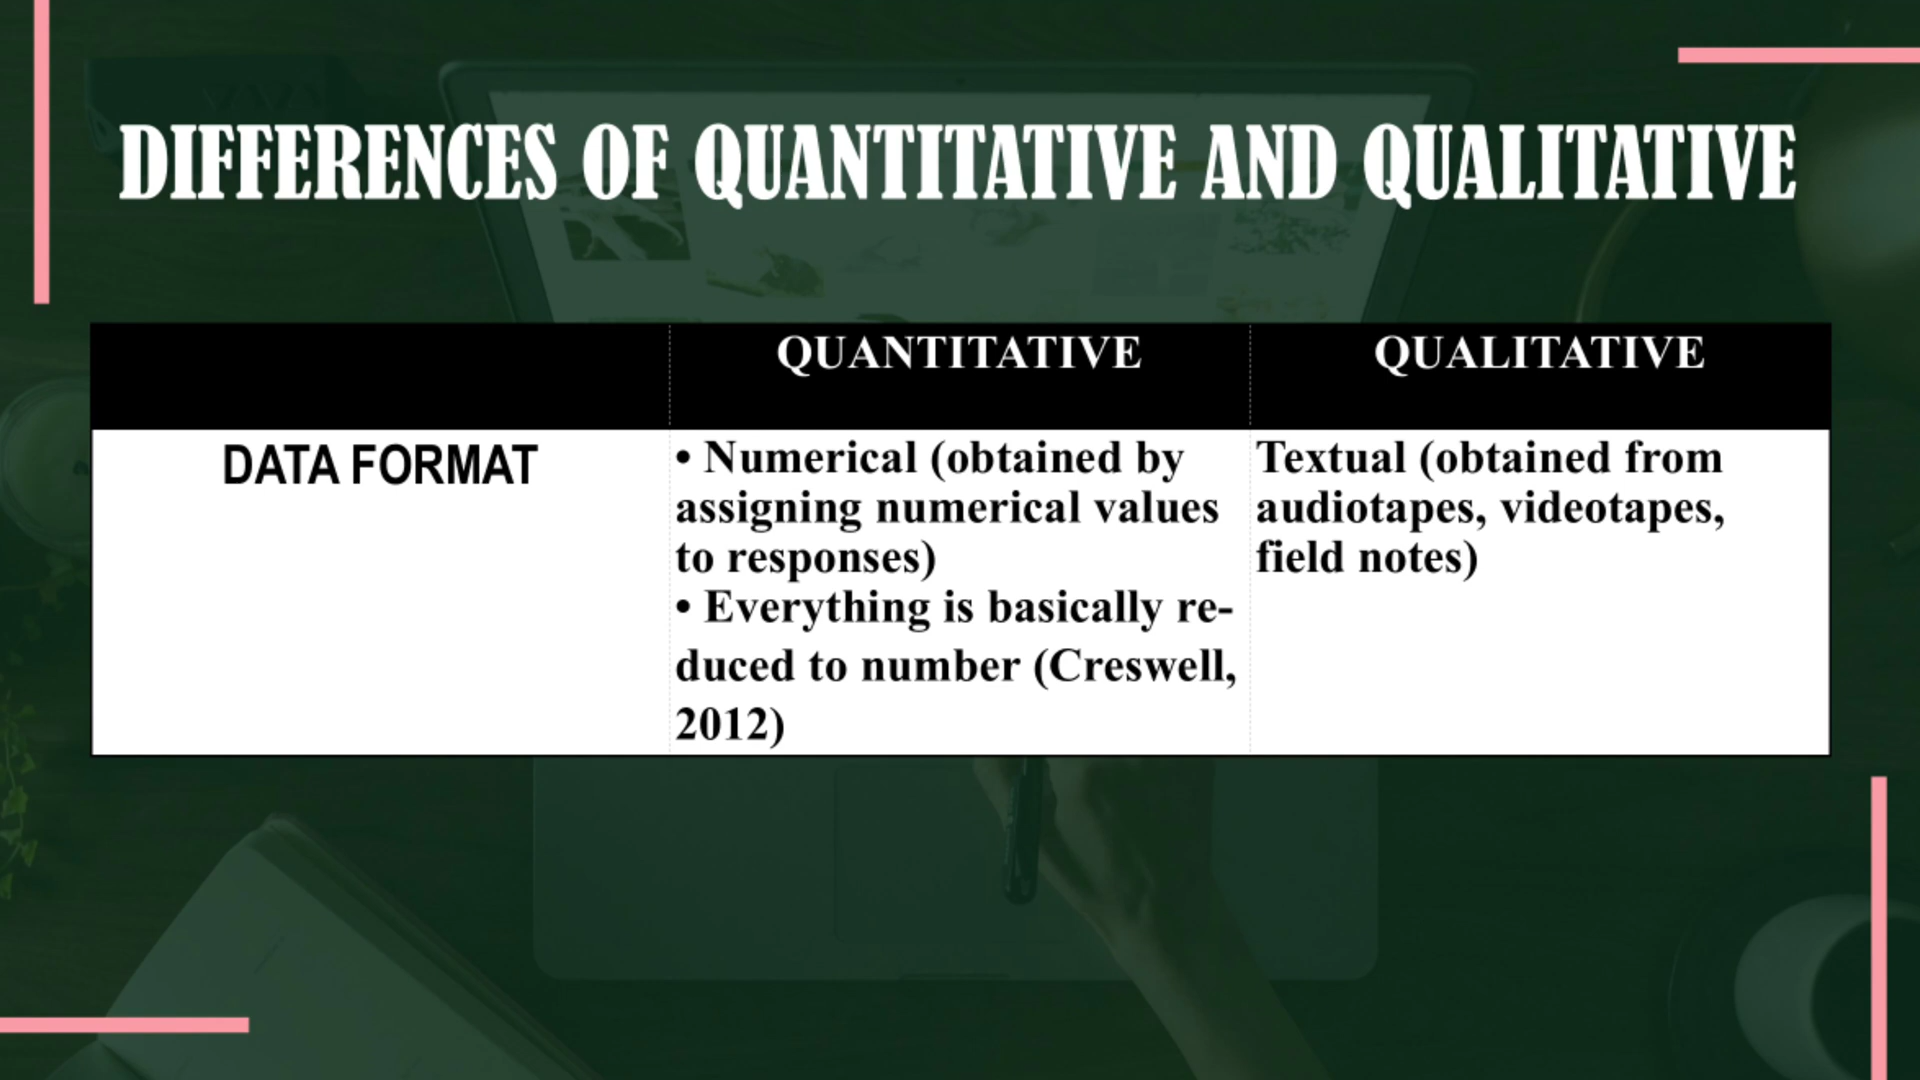 DIFFERENCES OF QUANTITATIVE AND QUALITATIVE
QUANTITATIVE
QUALITATIVE
DATA FORMAT
• Numerical (obtained by
assigning numerical values
to responses)
• Everything is basically re-
duced to number (Creswell,
2012)
Textual (obtained from
audiotapes, videotapes,
field notes)